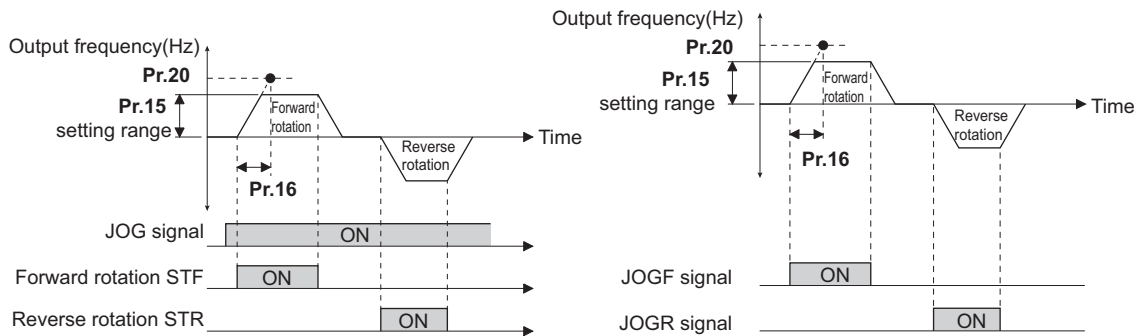 Output frequency(Hz)
Pr.20
Pr.15
setting range
Forward
rotation
Time
Reverse
rotation
Pr.16
JOG signal
ON
Forward rotation STF
ON
Reverse rotation STR
ON
Output frequency(Hz)
Pr.20
Pr.15
setting range
Forward
rotation
Time
Reverse
rotation
Pr.16
JOGF signal
ON
JOGR signal
ON